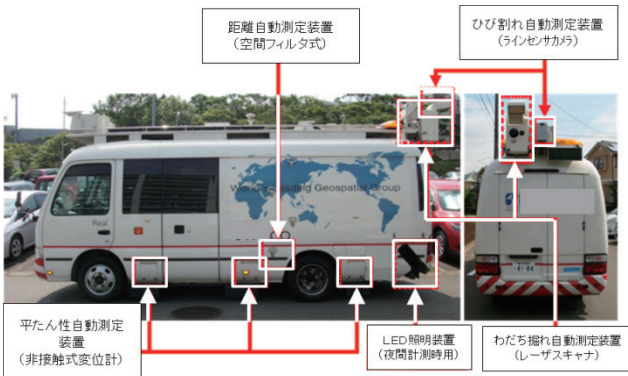 距離自動測定装置
(空間フィルタ式)
ひび割れ自動測定装置
(ラインセンサカメラ)
World Leading Geospatial Group
Real
平たん性自動測定
装置
(非接触式変位計)
LED照明装置
(夜間計測時用)
わだち掘れ自動測定装置
(レーザスキャナ)